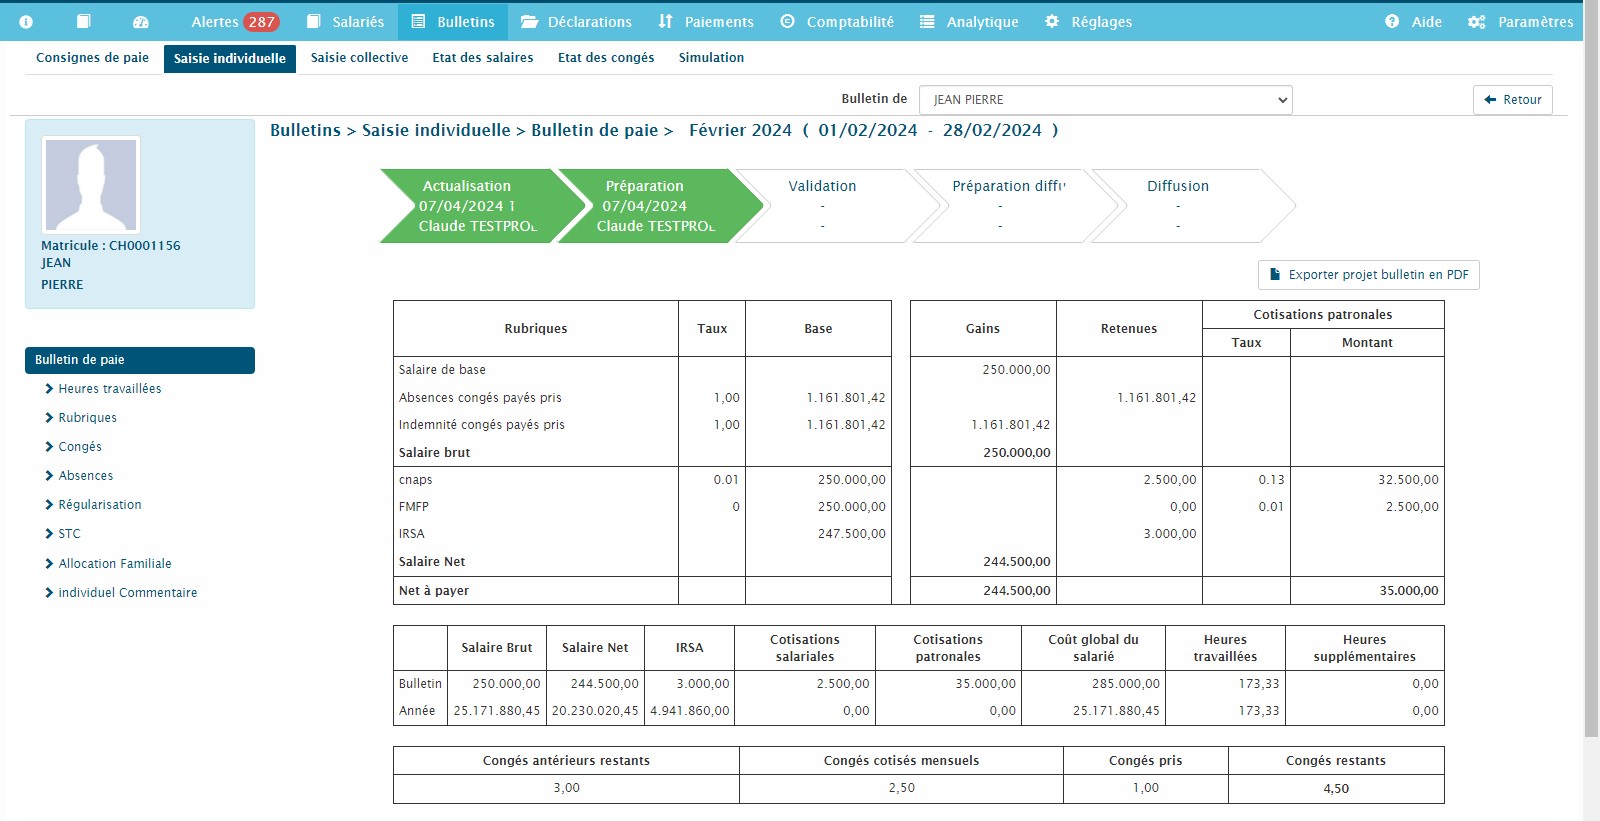 Alertes 287 Salariés Bulletins Déclarations Paiements Comptabilité Analytique Réglages Aide Paramètres
Consignes de paie Saisie individuelle Saisie collective Etat des salaires Etat des congés Simulation
Bulletin de JEAN PIERRE Retour
Bulletins > Saisie individuelle > Bulletin de paie > Février 2024 ( 01/02/2024 - 28/02/2024 )
Matricule : CH0001156
JEAN
PIERRE
Bulletin de paie
Heures travaillées
Rubriques
Congés
Absences
Régularisation
STC
Allocation Familiale
individuel Commentaire
Actualisation Préparation Validation Préparation Diffusion
07/04/2024 1 07/04/2024 - - -
Claude Claude - - -
Exporter projet bulletin en PDF
Rubriques Taux Base Gains Retenues Cotisations patronales
Taux Montant
Salaire de base 250.000,00
Absences congés payés pris 1,00 1.161.801,42 1.161.801,42
Indemnité congés payés pris 1,00 1.161.801,42 1.161.801,42
Salaire brut 250.000,00
cnaps 0.01 250.000,00 2.500,00 0.13 32.500,00
FMFP 0 250.000,00 0,00 0.01 2.500,00
IRSA 247.500,00 3.000,00
Salaire Net 244.500,00
Net à payer 244.500,00 35.000,00
Salaire Brut Salaire Net IRSA Cotisations salariales Cotisations patronales Coût global du salarié Heures travaillées Heures supplémentaires
Bulletin 250.000,00 244.500,00 3.000,00 2.500,00 35.000,00 285.000,00 173,33 0,00
Année 25.171.880,45 20.230.020,45 4.941.860,00 0,00 0,00 25.171.880,45 173,33 0,00
Congés antérieurs restants Congés cotisés mensuels Congés pris Congés restants
3,00 2,50 1,00 4,50